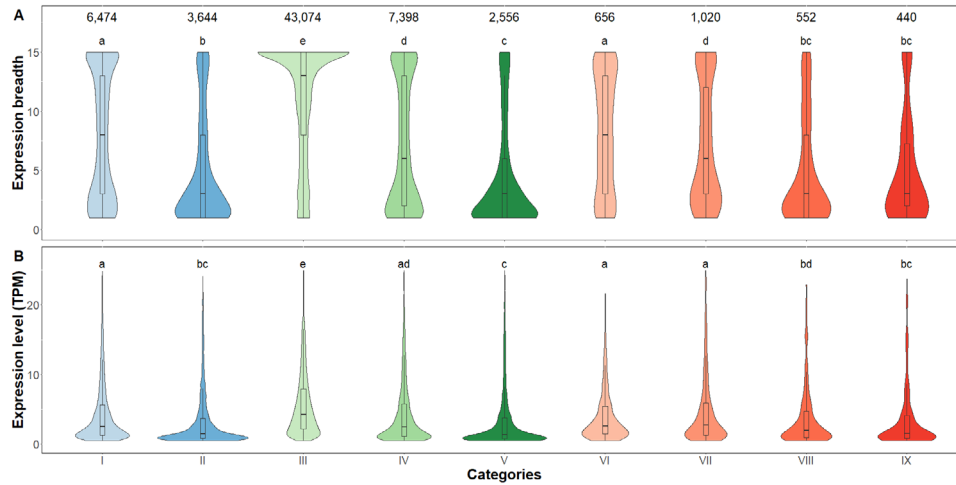 A
6,474 3,644 43,074 7,398 2,556 656 1,020 552 440
a b e d c a d bc bc
Expression breadth
15
10
5
0
B
a bc e ad c a a bd bc
Expression level (TPM)
20
10
0
I II III IV V VI VII VIII IX
Categories